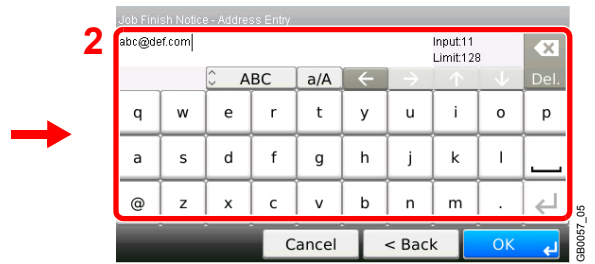 Job Finish Notice - Address Entry
2
abc@def.com
Input:11
Limit:128
ABC a/A ← → ↑ ↓ Del.
q w e r t y u i o p
a s d f g h j k l
@ z x c v b n m .
Cancel < Back OK
GB0057_05